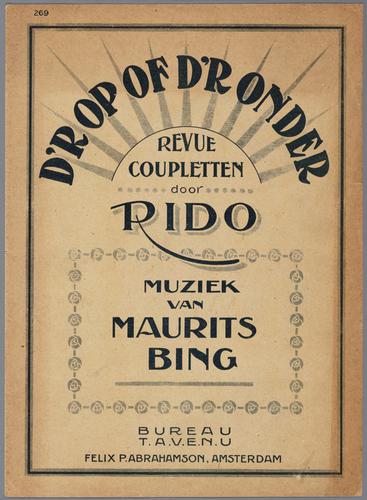 269
D'R OP OF D'R ONDER
REVUE
COUPLETTEN
door
RIDO
MUZIEK
VAN
MAURITS
BING
BUREAU
T.A.V.E.N.U
FELIX P. ABRAHAMSON, AMSTERDAM